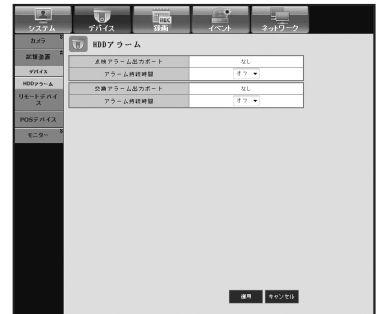 システム
デバイス
REC
録画
イベント
ネットワーク
カメラ
記憶装置
デバイス
HDDアラーム
リモートデバイ
ス
POSデバイス
モニター
HDDアラーム
点検アラーム出力ポート
なし
アラーム持続時間
オフ
交換アラーム出力ポート
なし
アラーム持続時間
オフ
適用
キャンセル